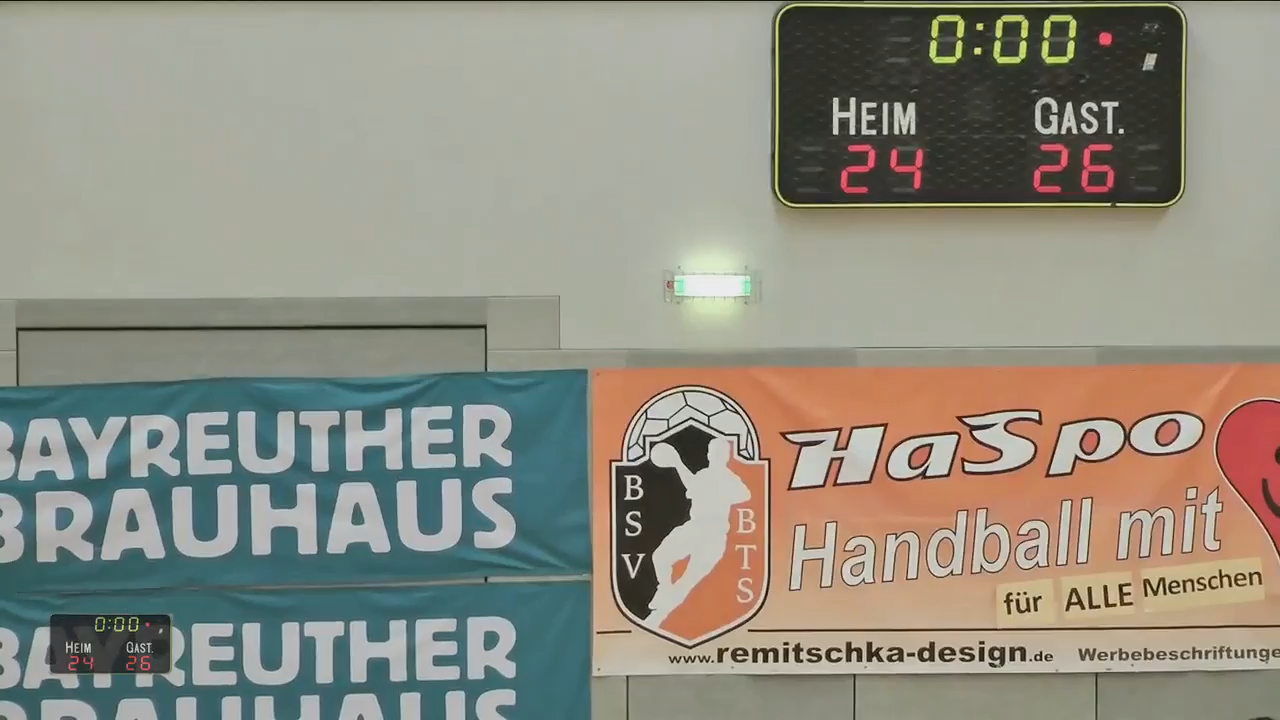 0:00
HEIM GAST.
24 26
BAYREUTHER
BRAUHAUS
BSV
BTS
HaSpo
Handball mit
für ALLE Menschen
www.remitschka-design.de Werbebeschriftunge
BAYREUTHER
BRAUHAUS
0:00
HEIM GAST.
24 26